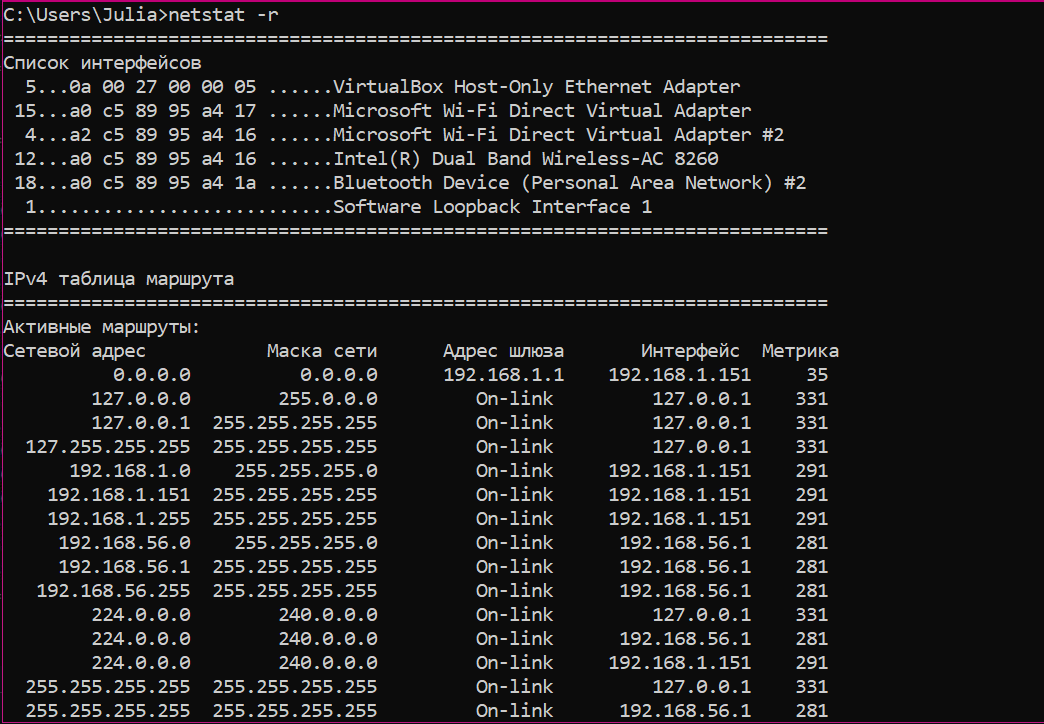 C:\Users\Julia>netstat -r
===========================================================================
Список интерфейсов
  5...0a 00 27 00 00 05 ......VirtualBox Host-Only Ethernet Adapter
 15...a0 c5 89 95 a4 17 ......Microsoft Wi-Fi Direct Virtual Adapter
  4...a2 c5 89 95 a4 16 ......Microsoft Wi-Fi Direct Virtual Adapter #2
 12...a0 c5 89 95 a4 16 ......Intel(R) Dual Band Wireless-AC 8260
 18...a0 c5 89 95 a4 1a ......Bluetooth Device (Personal Area Network) #2
  1...........................Software Loopback Interface 1
===========================================================================

IPv4 таблица маршрута
===========================================================================
Активные маршруты:
Сетевой адрес           Маска сети      Адрес шлюза       Интерфейс  Метрика
          0.0.0.0          0.0.0.0      192.168.1.1    192.168.1.151     35
        127.0.0.0        255.0.0.0         On-link         127.0.0.1    331
        127.0.0.1  255.255.255.255         On-link         127.0.0.1    331
  127.255.255.255  255.255.255.255         On-link         127.0.0.1    331
      192.168.1.0    255.255.255.0         On-link     192.168.1.151    291
    192.168.1.151  255.255.255.255         On-link     192.168.1.151    291
    192.168.1.255  255.255.255.255         On-link     192.168.1.151    291
     192.168.56.0    255.255.255.0         On-link      192.168.56.1    281
     192.168.56.1  255.255.255.255         On-link      192.168.56.1    281
   192.168.56.255  255.255.255.255         On-link      192.168.56.1    281
        224.0.0.0        240.0.0.0         On-link         127.0.0.1    331
        224.0.0.0        240.0.0.0         On-link      192.168.56.1    281
        224.0.0.0        240.0.0.0         On-link     192.168.1.151    291
  255.255.255.255  255.255.255.255         On-link         127.0.0.1    331
  255.255.255.255  255.255.255.255         On-link      192.168.56.1    281